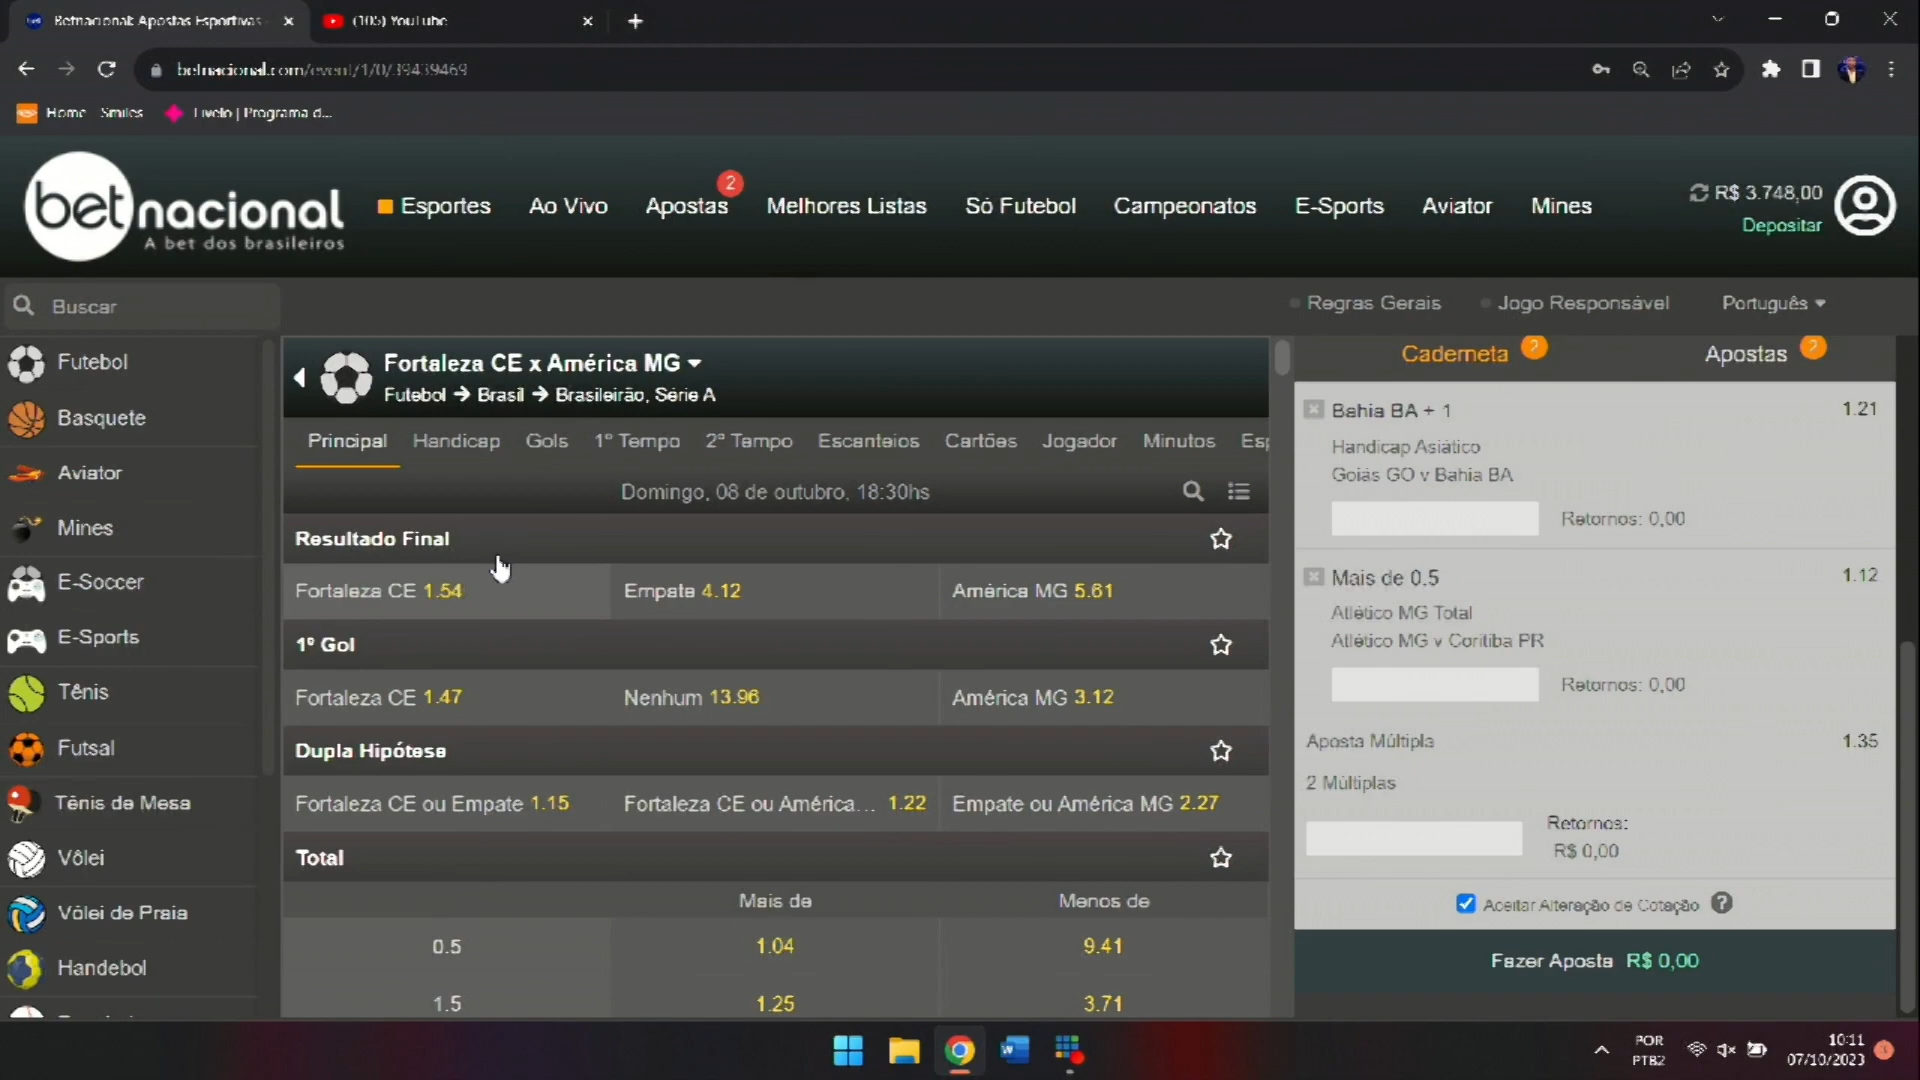 Betnacional: Apostas Esportivas
(105) YouTube
betnacional.com/event/1/0/39439469
Home Smiles
Livelo | Programa d...
betnacional
A bet dos brasileiros
Esportes
Ao Vivo
Apostas
2
Melhores Listas
Só Futebol
Campeonatos
E-Sports
Aviator
Mines
R$ 3.748,00
Depositar
Buscar
Regras Gerais
Jogo Responsável
Português
Futebol
Basquete
Aviator
Mines
E-Soccer
E-Sports
Tênis
Futsal
Tênis de Mesa
Vôlei
Vôlei de Praia
Handebol
Fortaleza CE x América MG
Futebol → Brasil → Brasileirão, Série A
Principal
Handicap
Gols
1º Tempo
2º Tempo
Escanteios
Cartões
Jogador
Minutos
Esp
Domingo, 08 de outubro, 18:30hs
Resultado Final
Fortaleza CE 1.54
Empate 4.12
América MG 5.61
1º Gol
Fortaleza CE 1.47
Nenhum 13.96
América MG 3.12
Dupla Hipótese
Fortaleza CE ou Empate 1.15
Fortaleza CE ou América... 1.22
Empate ou América MG 2.27
Total
Mais de
Menos de
0.5
1.04
9.41
1.5
1.25
3.71
Caderneta 2
Apostas 2
Bahia BA + 1
1.21
Handicap Asiático
Goiás GO v Bahia BA
Retornos: 0,00
Mais de 0.5
1.12
Atlético MG Total
Atlético MG v Coritiba PR
Retornos: 0,00
Aposta Múltipla
1.35
2 Múltiplas
Retornos:
R$ 0,00
Aceitar Alteração de Cotação
Fazer Aposta R$ 0,00
POR
PTB2
10:11
07/10/2023